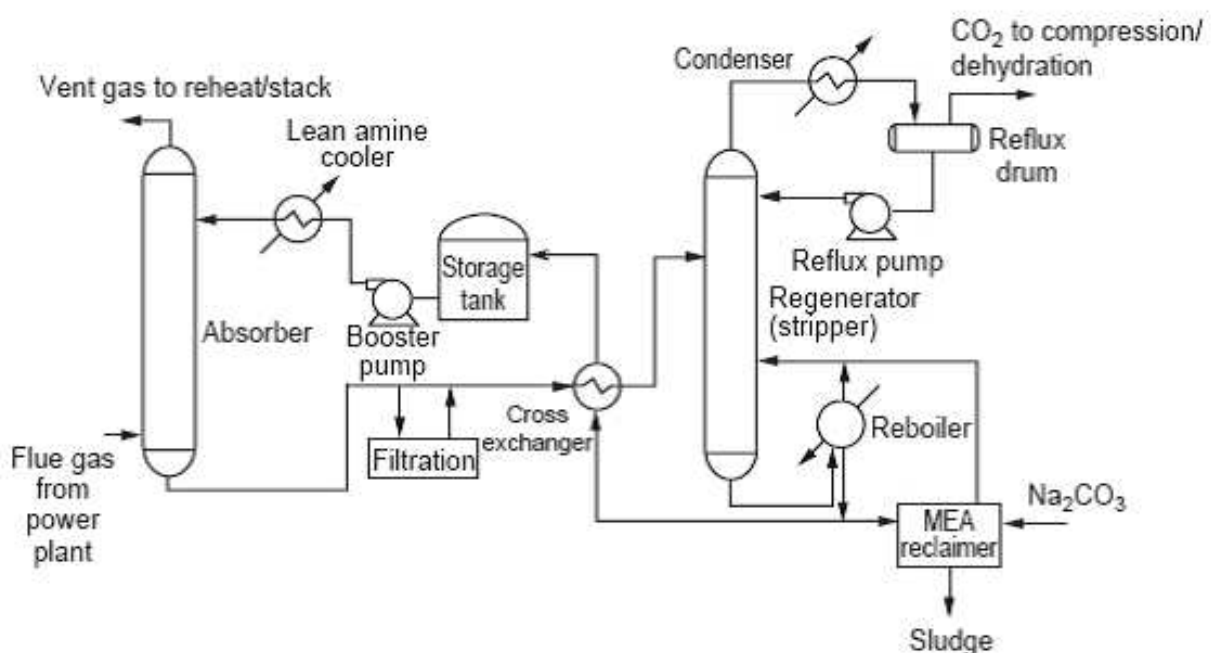 CO₂ to compression/
dehydration
Condenser
Vent gas to reheat/stack
Lean amine
cooler
Reflux
drum
Storage
tank
Reflux pump
Regenerator
(stripper)
Absorber
Booster
pump
Cross
exchanger
Reboiler
Filtration
Flue gas
from
power
plant
Na₂CO₃
MEA
reclaimer
Sludge